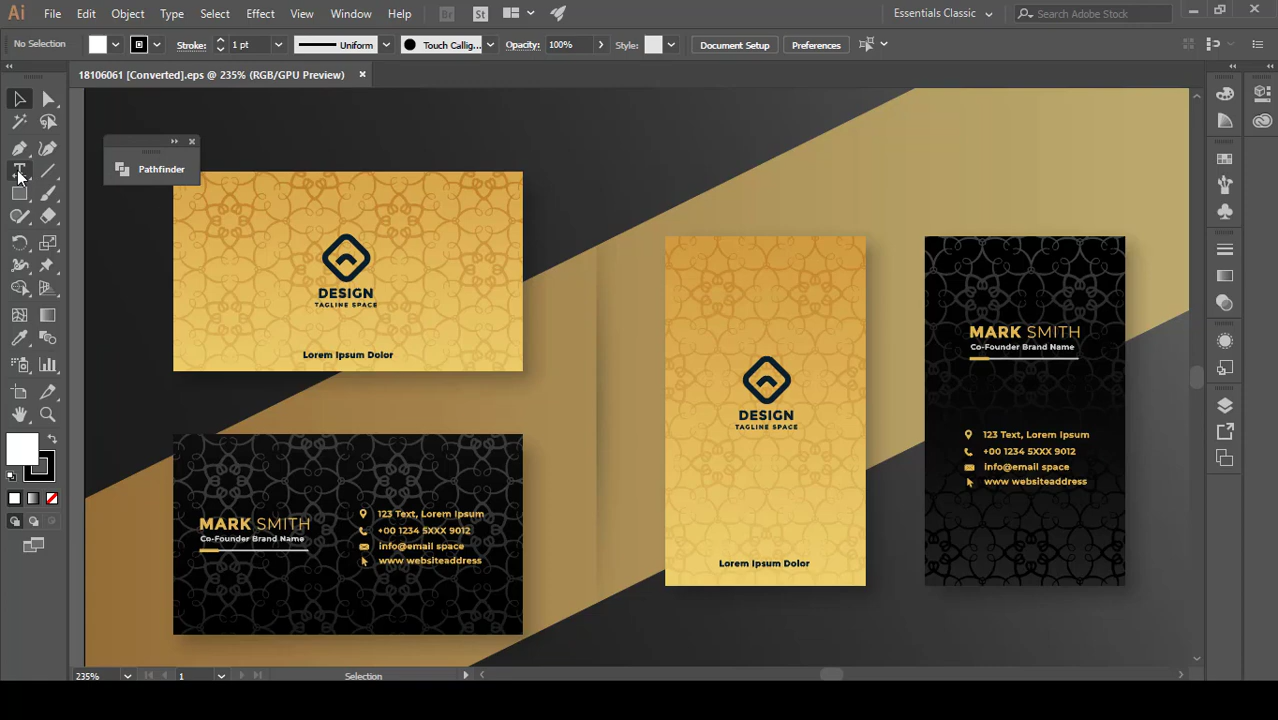 Ai File Edit Object Type Select Effect View Window Help Br St Essentials Classic Search Adobe Stock
No Selection Stroke: 1 pt Uniform Touch Callig... Opacity: 100% Style: Document Setup Preferences
18106061 [Converted].eps @ 235% (RGB/GPU Preview)
Pathfinder
DESIGN
TAGLINE SPACE
Lorem Ipsum Dolor
MARK SMITH
Co-Founder Brand Name
123 Text, Lorem Ipsum
+00 1234 5XXX 9012
info@email space
www websiteaddress
DESIGN
TAGLINE SPACE
Lorem Ipsum Dolor
MARK SMITH
Co-Founder Brand Name
123 Text, Lorem Ipsum
+00 1234 5XXX 9012
info@email space
www websiteaddress
235% 1 Selection